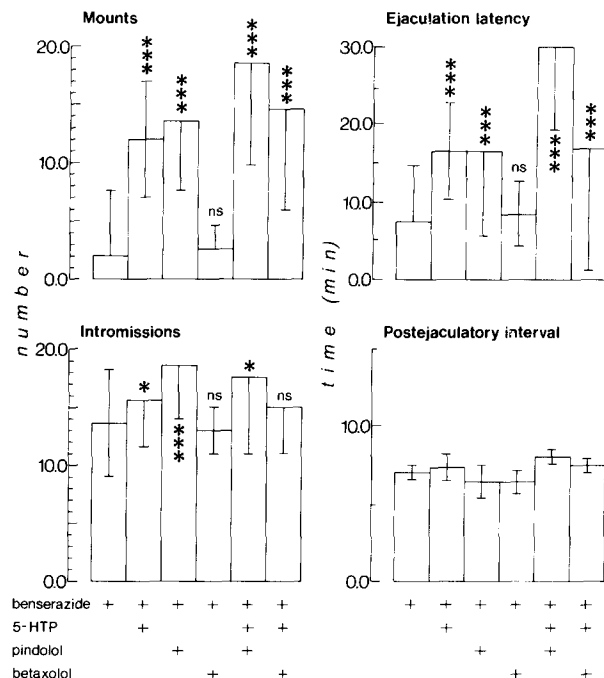 Mounts
20.0
10.0
0.0
***
***
ns
***
***
number
Ejaculation latency
30.0
20.0
10.0
0.0
***
***
ns
***
***
time (min)
Intromissions
20.0
10.0
0.0
*
***
ns
*
ns
Postejaculatory interval
10.0
0.0
benserazide + + + + + + + + + + + +
5-HTP + + + + + +
pindolol + + + +
betaxolol + + + +